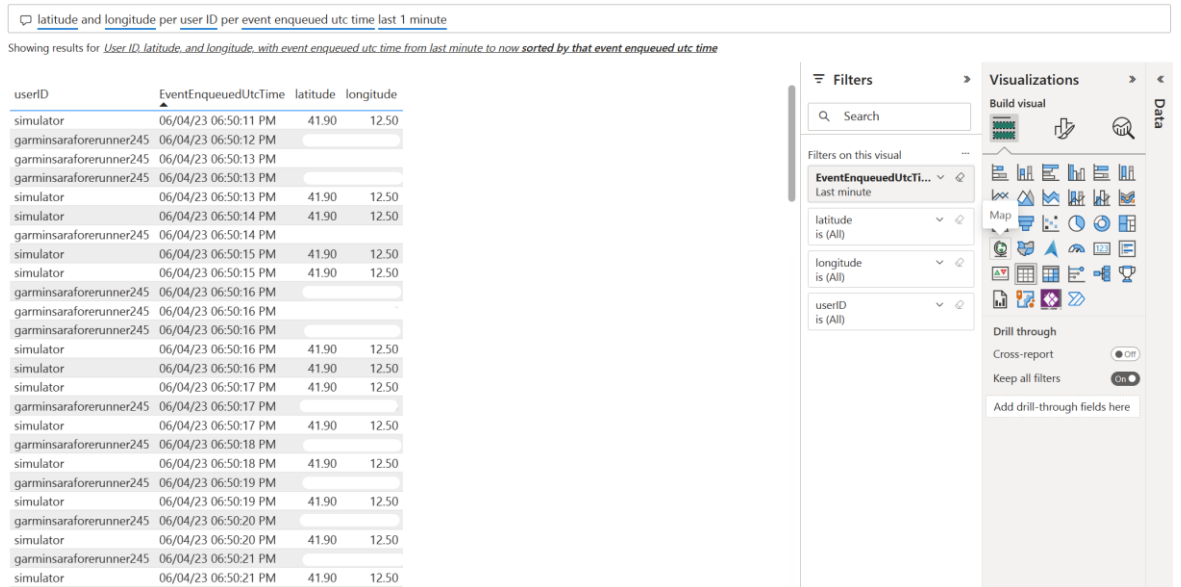 latitude and longitude per user ID per event enqueued utc time last 1 minute
Showing results for User ID, latitude, and longitude, with event enqueued utc time from last minute to now sorted by that event enqueued utc time
userID EventEnqueuedUtcTime latitude longitude
simulator 06/04/23 06:50:11 PM 41.90 12.50
garminsaraforerunner245 06/04/23 06:50:12 PM
garminsaraforerunner245 06/04/23 06:50:13 PM
garminsaraforerunner245 06/04/23 06:50:13 PM
simulator 06/04/23 06:50:13 PM 41.90 12.50
simulator 06/04/23 06:50:14 PM 41.90 12.50
garminsaraforerunner245 06/04/23 06:50:14 PM
simulator 06/04/23 06:50:15 PM 41.90 12.50
simulator 06/04/23 06:50:15 PM 41.90 12.50
garminsaraforerunner245 06/04/23 06:50:16 PM
garminsaraforerunner245 06/04/23 06:50:16 PM
garminsaraforerunner245 06/04/23 06:50:16 PM
simulator 06/04/23 06:50:16 PM 41.90 12.50
simulator 06/04/23 06:50:16 PM 41.90 12.50
simulator 06/04/23 06:50:17 PM 41.90 12.50
garminsaraforerunner245 06/04/23 06:50:17 PM
simulator 06/04/23 06:50:17 PM 41.90 12.50
garminsaraforerunner245 06/04/23 06:50:18 PM
simulator 06/04/23 06:50:18 PM 41.90 12.50
garminsaraforerunner245 06/04/23 06:50:19 PM
simulator 06/04/23 06:50:19 PM 41.90 12.50
garminsaraforerunner245 06/04/23 06:50:20 PM
simulator 06/04/23 06:50:20 PM 41.90 12.50
garminsaraforerunner245 06/04/23 06:50:21 PM
simulator 06/04/23 06:50:21 PM 41.90 12.50
Filters
Search
Filters on this visual
EventEnqueuedUtcTi...
Last minute
latitude
is (All)
longitude
is (All)
userID
is (All)
Visualizations
Build visual
Map
123
Drill through
Cross-report Off
Keep all filters On
Add drill-through fields here
Data